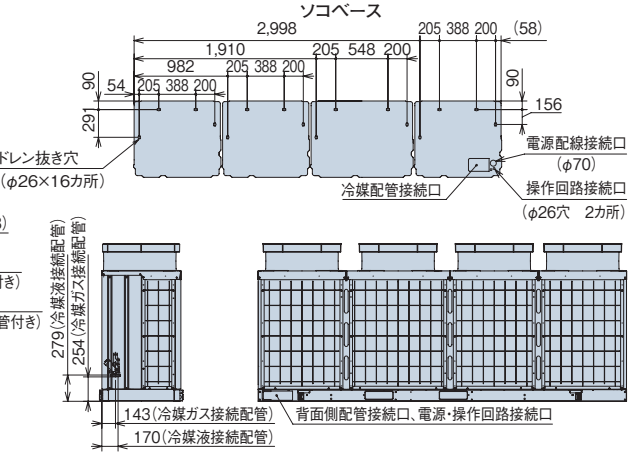 ソコベース
2,998
205 388 200 (58)
1,910
205 548 200
982
205 388 200
54 205 388 200
90
291
90
156
ドレン抜き穴
(φ26×16カ所)
電源配線接続口
(φ70)
冷媒配管接続口
操作回路接続口
(φ26穴 2カ所)
付き)
管付き)
279(冷媒液接続配管)
254(冷媒ガス接続配管)
143(冷媒ガス接続配管)
170(冷媒液接続配管)
背面側配管接続口、電源・操作回路接続口